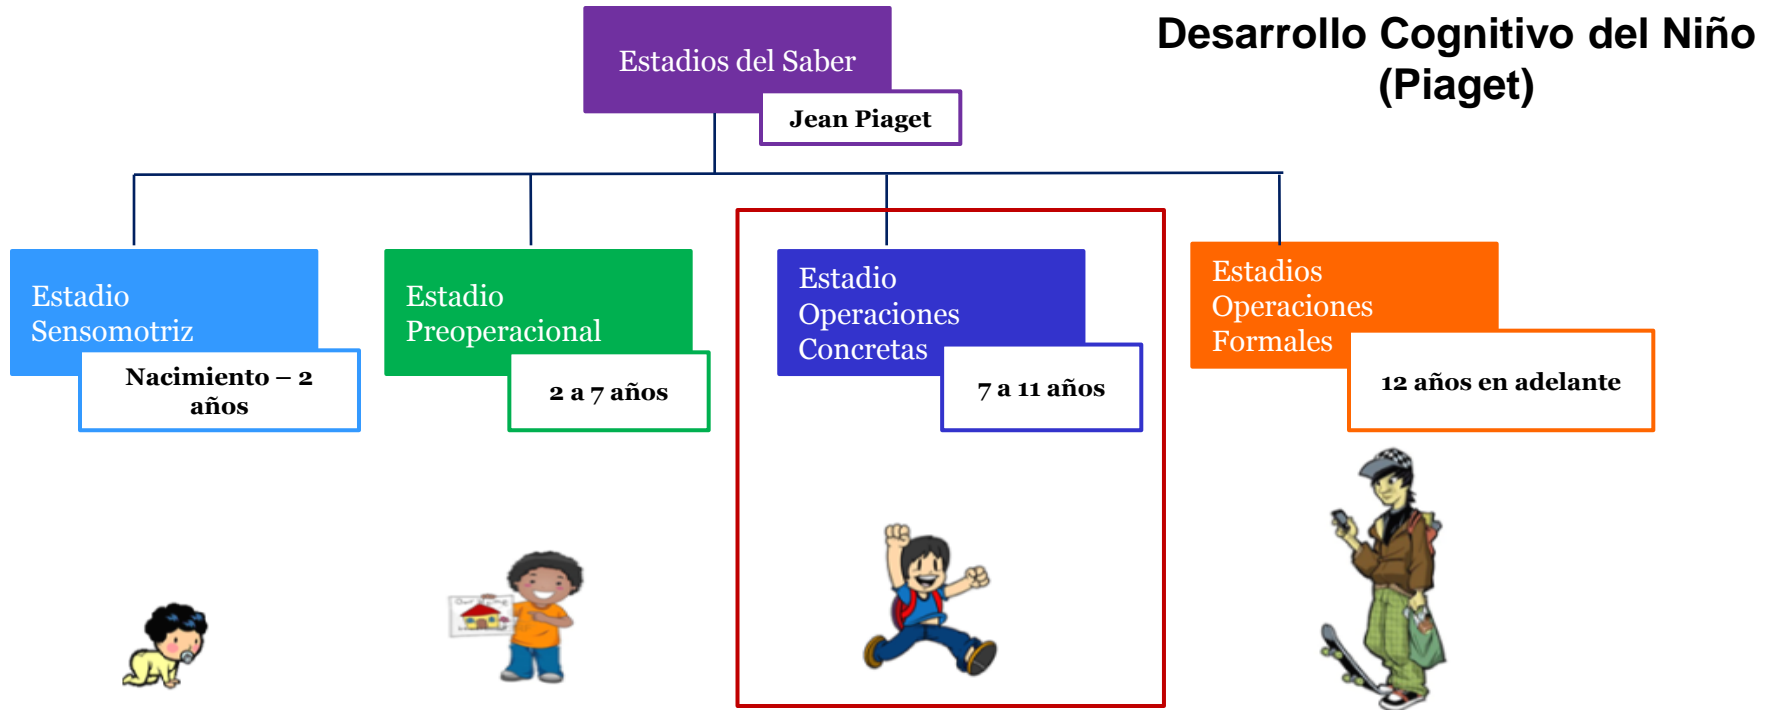 Desarrollo Cognitivo del Niño
(Piaget)
Estadios del Saber
Jean Piaget
Estadio
Sensomotriz
Nacimiento – 2
años
Estadio
Preoperacional
2 a 7 años
Estadio
Operaciones
Concretas
7 a 11 años
Estadios
Operaciones
Formales
12 años en adelante